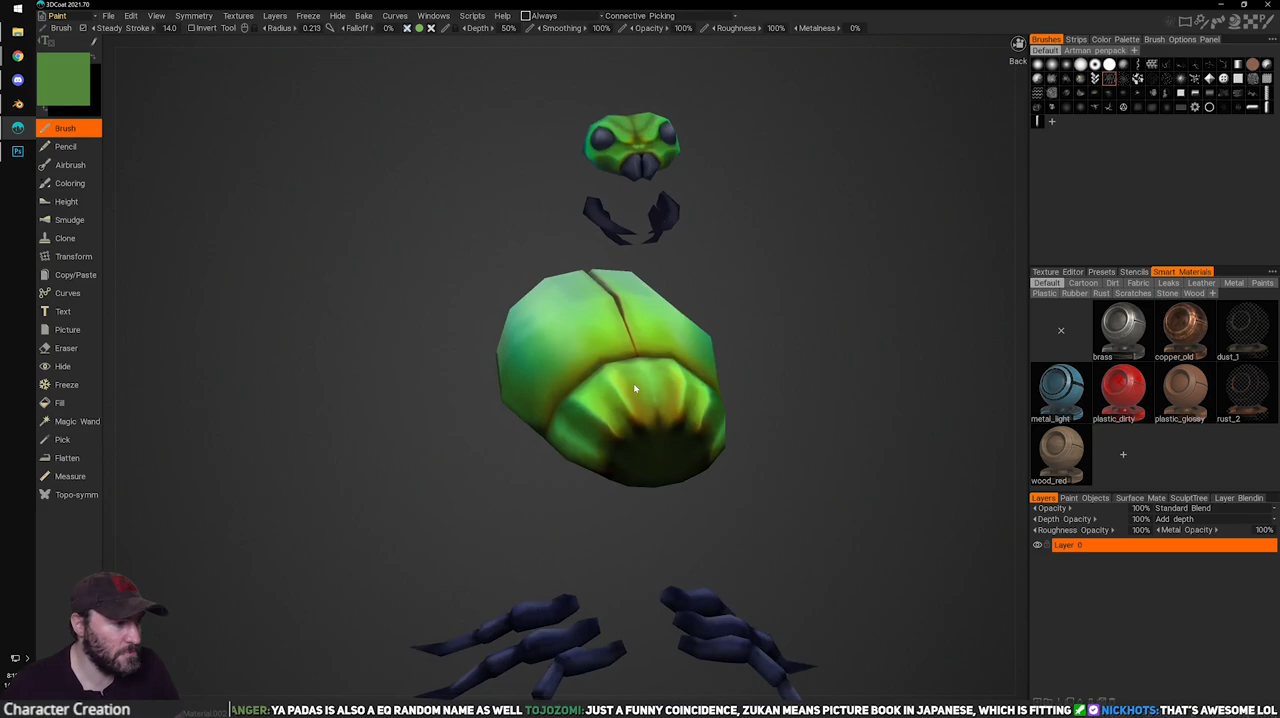 3DCoat 2021.70
Paint File Edit View Symmetry Textures Layers Freeze Hide Bake Curves Windows Scripts Help Always Connective Picking
Brush Steady Stroke 14.0 Invert Tool Radius 0.213 Falloff 0% Depth 50% Smoothing 100% Opacity 100% Roughness 100% Metalness 0%
Back
Brush
Pencil
Airbrush
Coloring
Height
Smudge
Clone
Transform
Copy/Paste
Curves
Text
Picture
Eraser
Hide
Freeze
Fill
Magic Wand
Pick
Flatten
Measure
Topo-symm
Brushes Strips Color Palette Brush Options Panel
Default Artman penpack
Texture Editor Presets Stencils Smart Materials
Default Cartoon Dirt Fabric Leaks Leather Metal Paints
Plastic Rubber Rust Scratches Stone Wood
brass copper_old dust_1
metal_light plastic_dirty plastic_glossy rust_2
wood_red
Layers Paint Objects Surface Mate SculptTree Layer Blendin
Opacity 100% Standard Blend
Depth Opacity 100% Add depth
Roughness Opacity 100% Metal Opacity 100%
Layer 0
Character Creation
ANGER: YA PADAS IS ALSO A EQ RANDOM NAME AS WELL TOJOZOMI: JUST A FUNNY COINCIDENCE, ZUKAN MEANS PICTURE BOOK IN JAPANESE, WHICH IS FITTING NICKHOTS: THAT'S AWESOME LOL